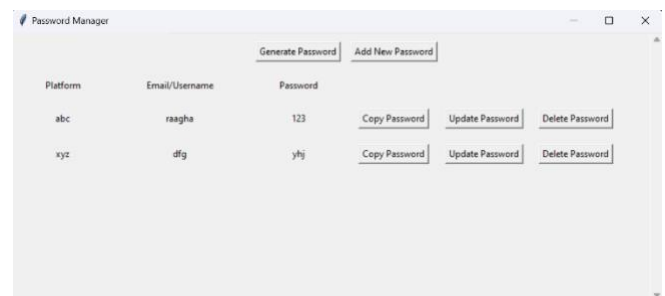 Password Manager
Generate Password Add New Password
Platform Email/Username Password
abc raagha 123 Copy Password Update Password Delete Password
xyz dfg yhj Copy Password Update Password Delete Password